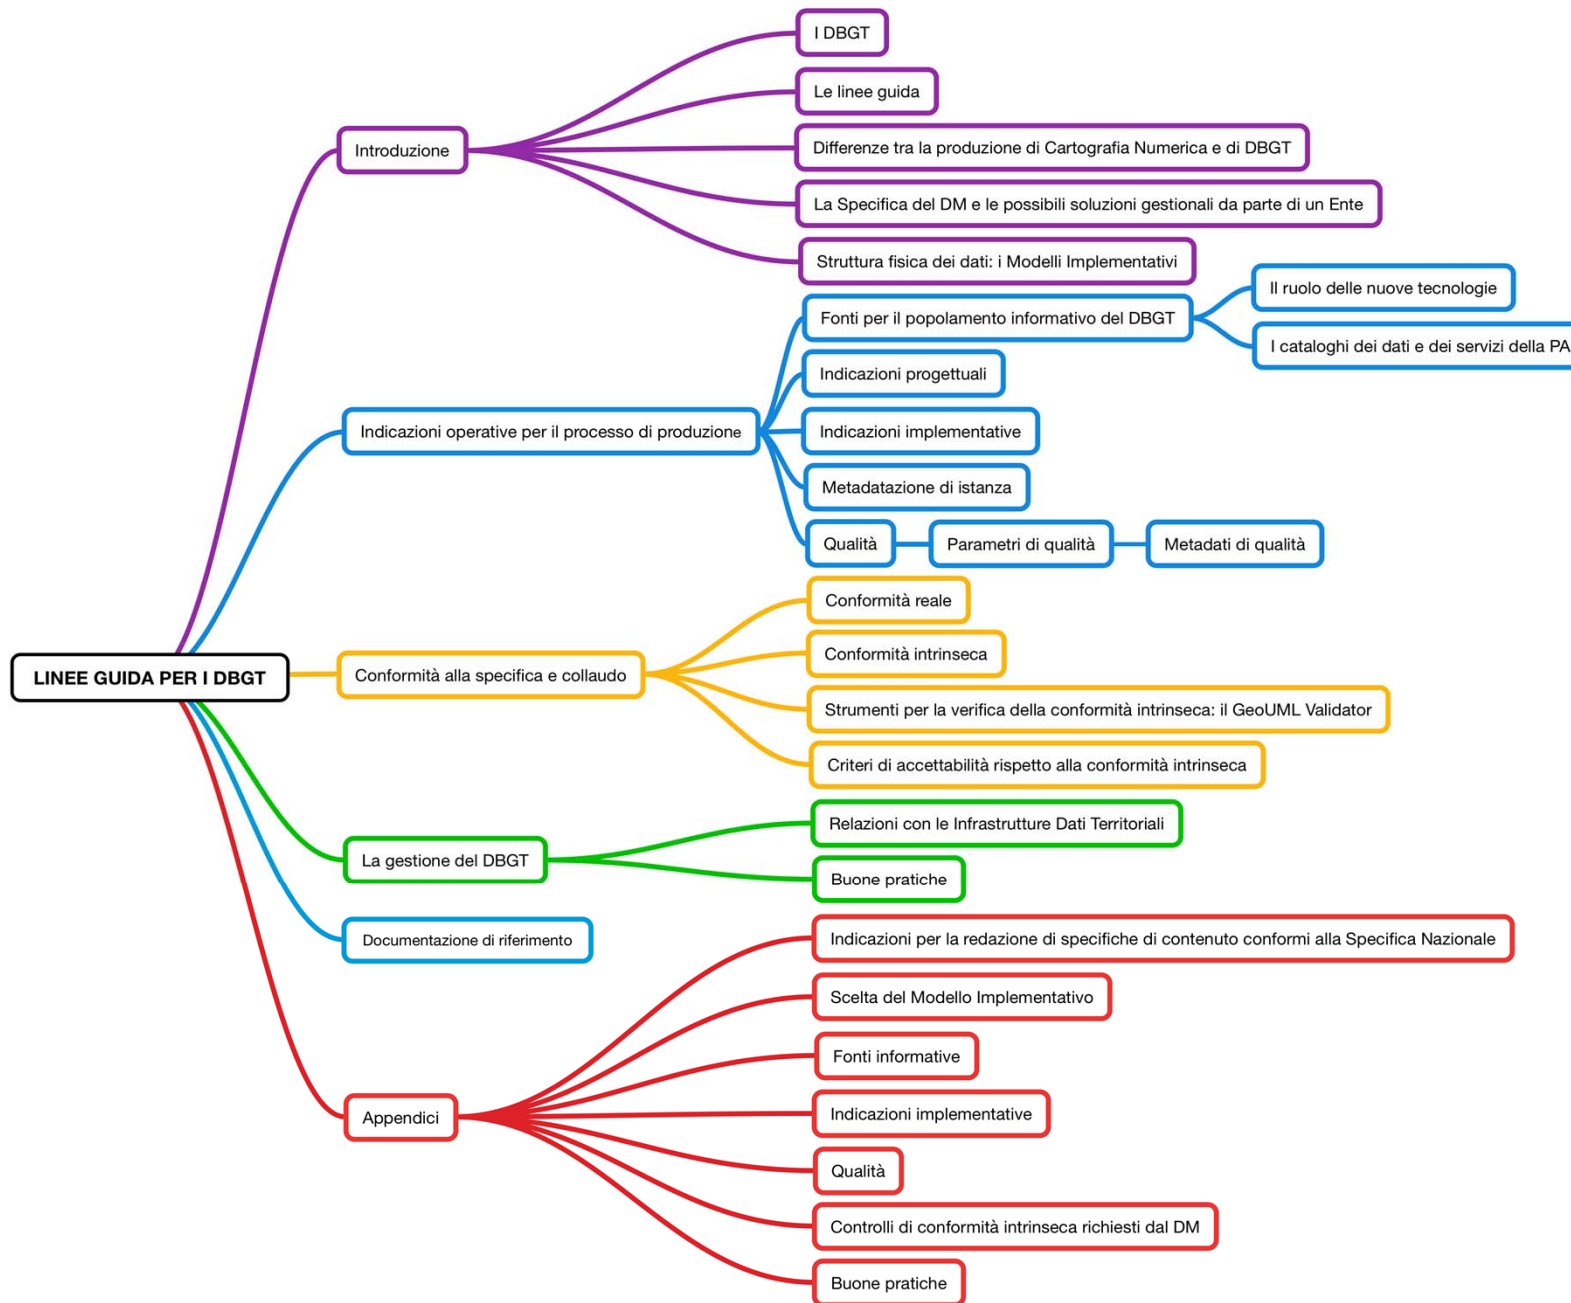 LINEE GUIDA PER I DBGT
Introduzione
I DBGT
Le linee guida
Differenze tra la produzione di Cartografia Numerica e di DBGT
La Specifica del DM e le possibili soluzioni gestionali da parte di un Ente
Struttura fisica dei dati: i Modelli Implementativi
Indicazioni operative per il processo di produzione
Fonti per il popolamento informativo del DBGT
Il ruolo delle nuove tecnologie
I cataloghi dei dati e dei servizi della PA
Indicazioni progettuali
Indicazioni implementative
Metadatazione di istanza
Qualità
Parametri di qualità
Metadati di qualità
Conformità alla specifica e collaudo
Conformità reale
Conformità intrinseca
Strumenti per la verifica della conformità intrinseca: il GeoUML Validator
Criteri di accettabilità rispetto alla conformità intrinseca
La gestione del DBGT
Relazioni con le Infrastrutture Dati Territoriali
Buone pratiche
Documentazione di riferimento
Appendici
Indicazioni per la redazione di specifiche di contenuto conformi alla Specifica Nazionale
Scelta del Modello Implementativo
Fonti informative
Indicazioni implementative
Qualità
Controlli di conformità intrinseca richiesti dal DM
Buone pratiche